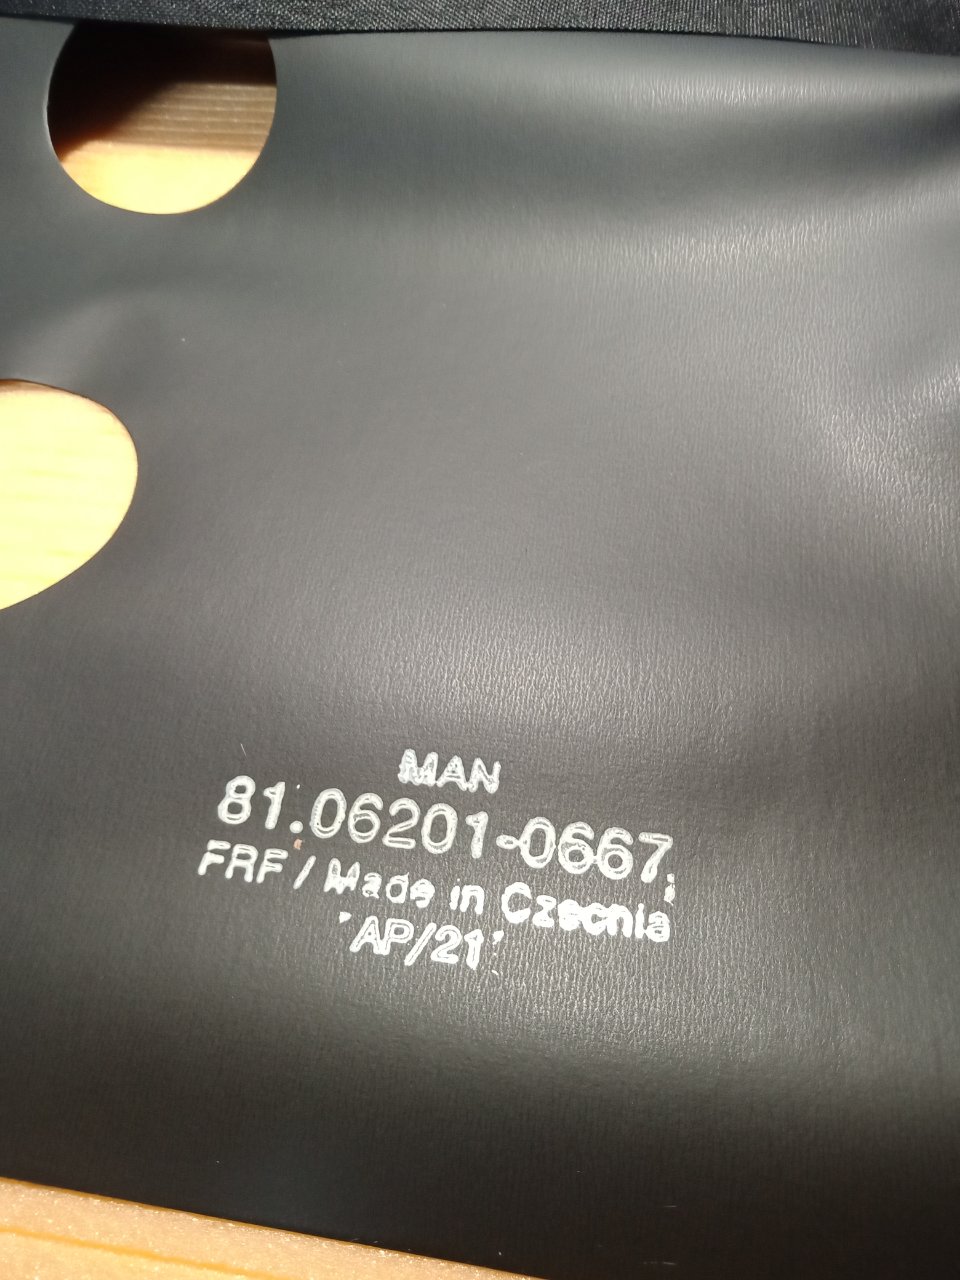 MAN
81.06201-0667
FRF / Made in Czechia
AP/21